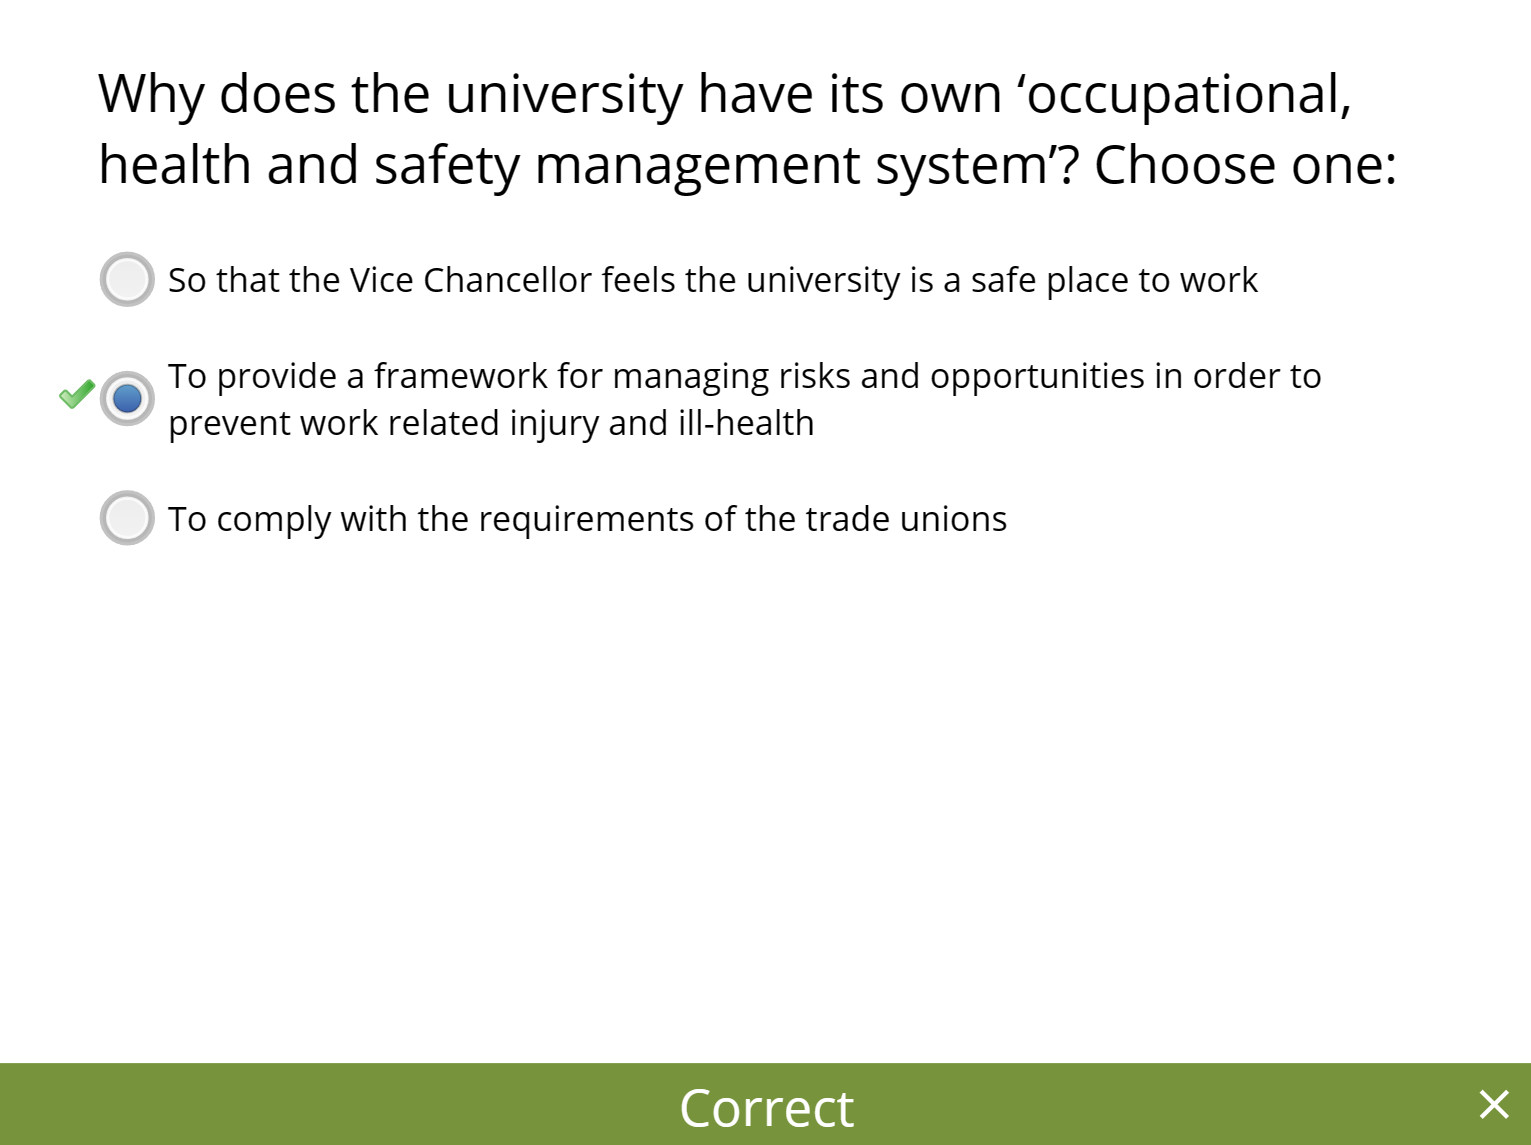 Why does the university have its own ‘occupational,
health and safety management system’? Choose one:
So that the Vice Chancellor feels the university is a safe place to work
To provide a framework for managing risks and opportunities in order to
prevent work related injury and ill-health
To comply with the requirements of the trade unions
Correct